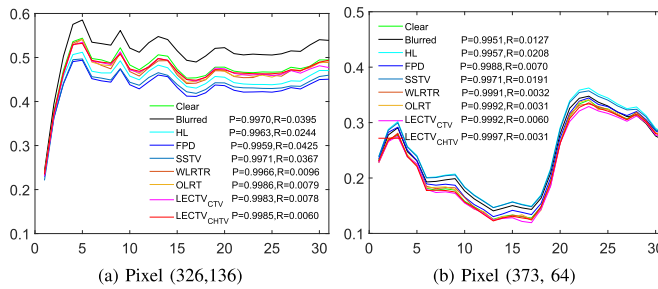 0.6
0.5
0.4
0.3
0.2
0.1
0 5 10 15 20 25 30
Clear
Blurred P=0.9970,R=0.0395
HL P=0.9963,R=0.0244
FPD P=0.9959,R=0.0425
SSTV P=0.9971,R=0.0367
WLRTR P=0.9966,R=0.0096
OLRT P=0.9986,R=0.0079
LECTV_CTV P=0.9983,R=0.0078
LECTV_CHTV P=0.9985,R=0.0060
(a) Pixel (326,136)
0.5
0.4
0.3
0.2
0.1
0 5 10 15 20 25 30
Clear
Blurred P=0.9951,R=0.0127
HL P=0.9957,R=0.0208
FPD P=0.9988,R=0.0070
SSTV P=0.9971,R=0.0191
WLRTR P=0.9991,R=0.0032
OLRT P=0.9992,R=0.0031
LECTV_CTV P=0.9992,R=0.0060
LECTV_CHTV P=0.9997,R=0.0031
(b) Pixel (373, 64)